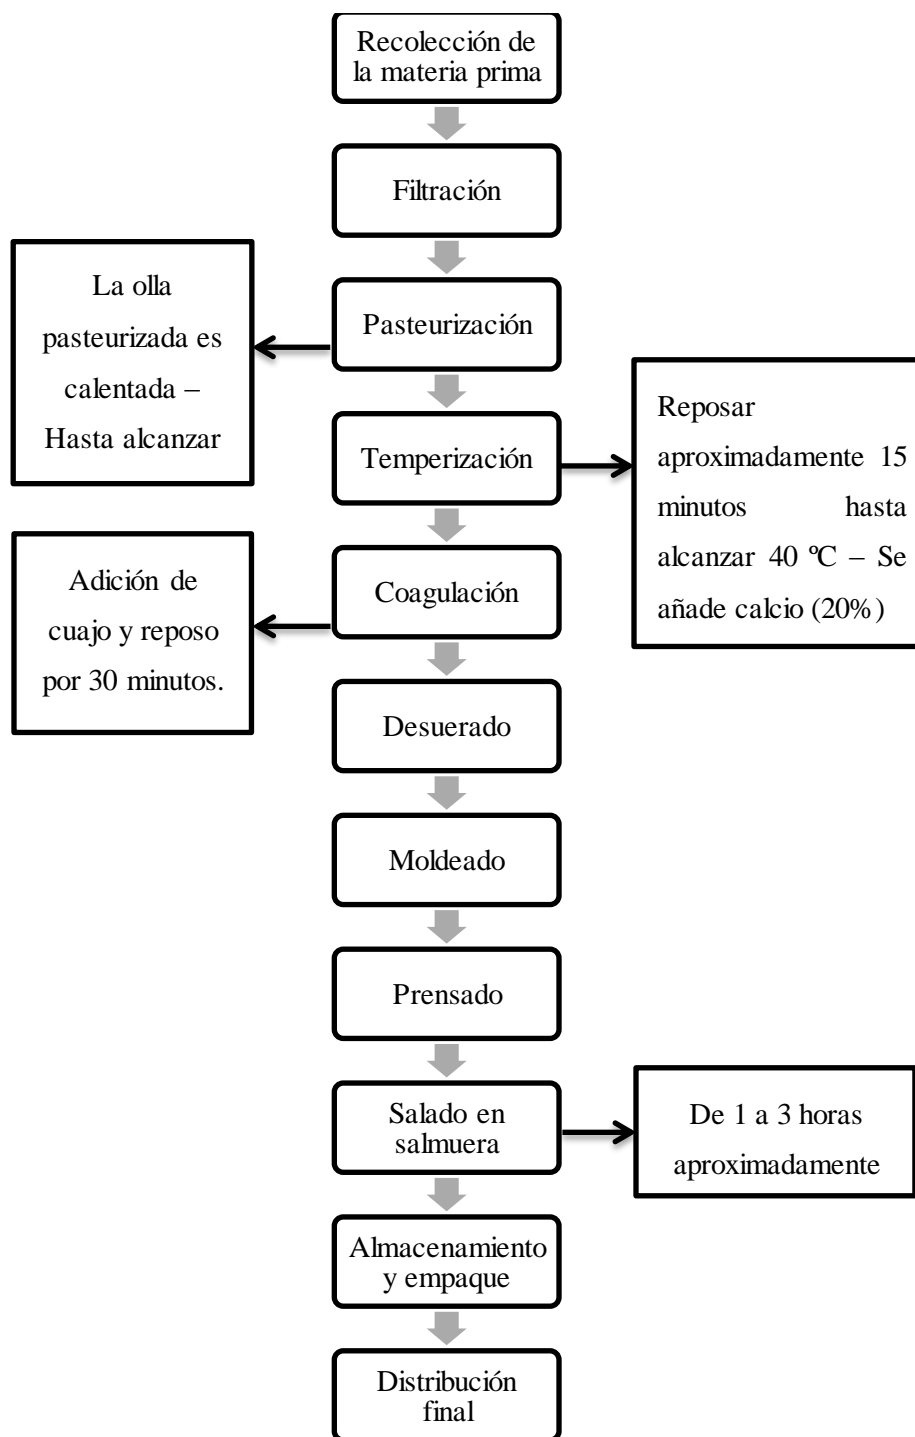 Recolección de
la materia prima
Filtración
La olla
pasteurizada es
calentada –
Hasta alcanzar
Pasteurización
Temperización
Reposar
aproximadamente 15
minutos hasta
alcanzar 40 ºC – Se
añade calcio (20%)
Adición de
cuajo y reposo
por 30 minutos.
Coagulación
Desuerado
Moldeado
Prensado
Salado en
salmuera
De 1 a 3 horas
aproximadamente
Almacenamiento
y empaque
Distribución
final